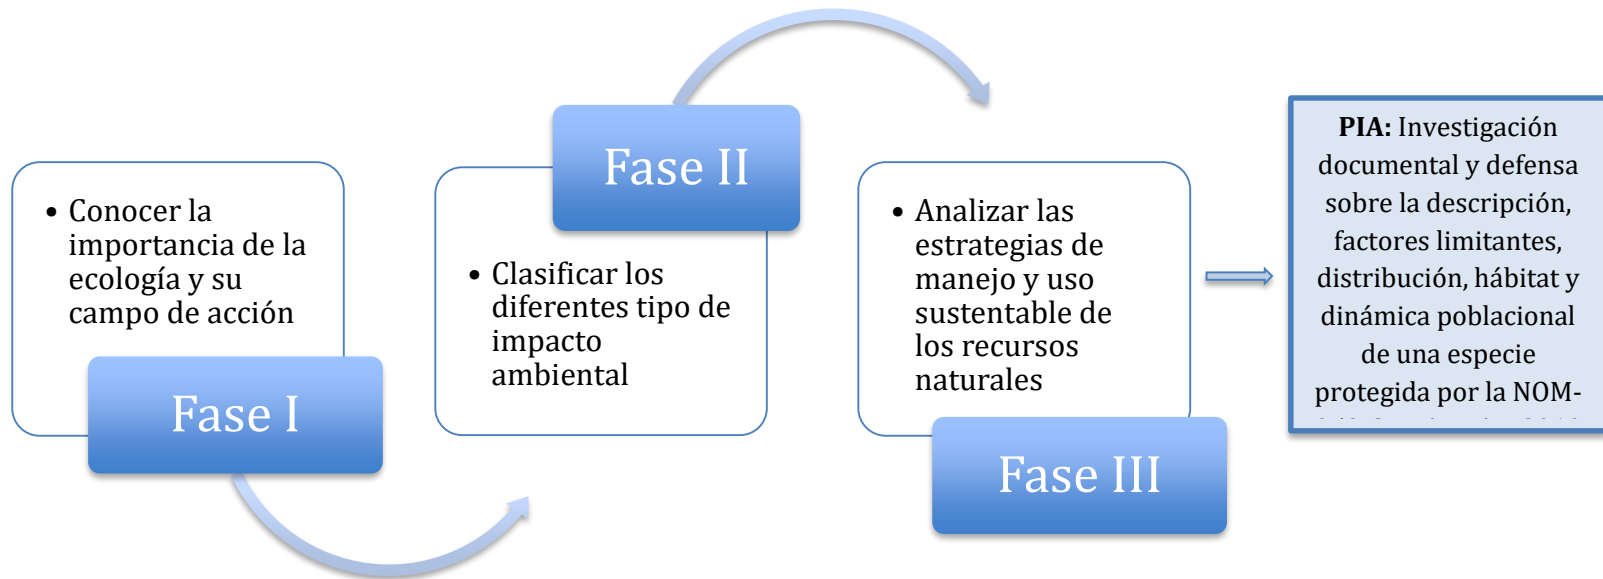 • Conocer la
importancia de la
ecología y su
campo de acción
Fase I
Fase II
• Clasificar los
diferentes tipo de
impacto
ambiental
• Analizar las
estrategias de
manejo y uso
sustentable de
los recursos
naturales
Fase III
PIA: Investigación
documental y defensa
sobre la descripción,
factores limitantes,
distribución, hábitat y
dinámica poblacional
de una especie
protegida por la NOM-